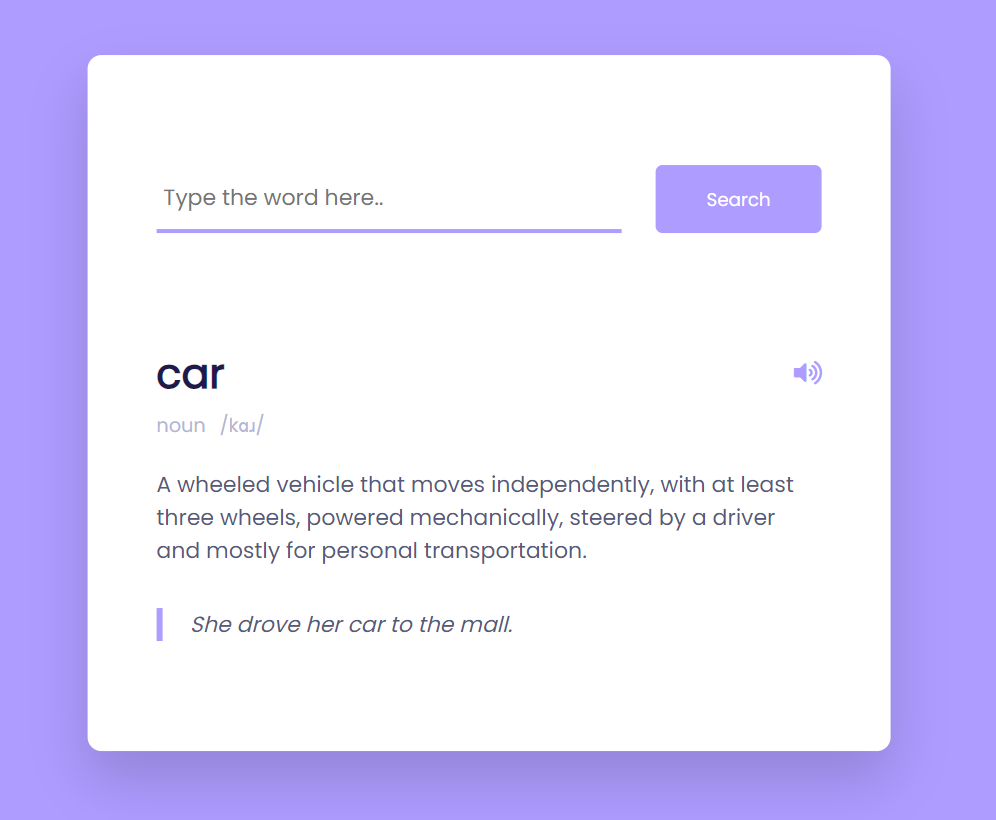 Type the word here..
Search
car
noun /kɑɹ/
A wheeled vehicle that moves independently, with at least
three wheels, powered mechanically, steered by a driver
and mostly for personal transportation.
She drove her car to the mall.